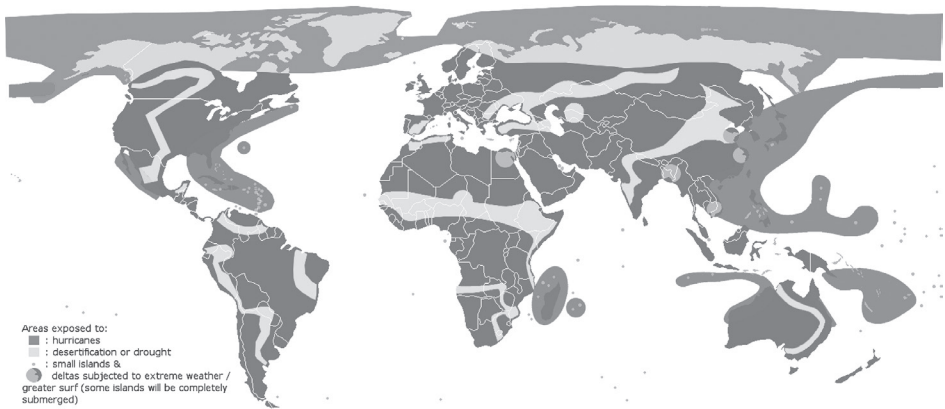 Areas exposed to:
: hurricanes
: desertification or drought
: small islands &
deltas subjected to extreme weather /
greater surf (some islands will be completely
submerged)